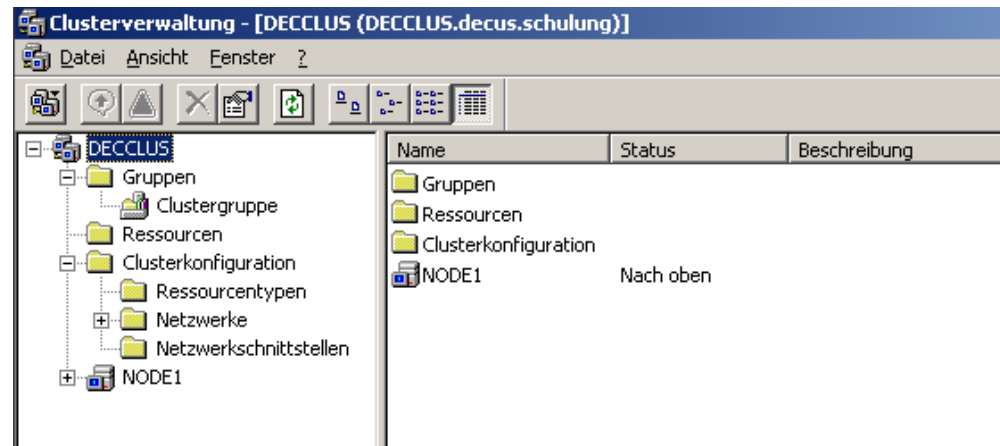 Clusterverwaltung - [DECCLUS (DECCLUS.decus.schulung)]
Datei Ansicht Fenster ?
DECCLUS
Gruppen
Clustergruppe
Ressourcen
Clusterkonfiguration
Ressourcentypen
Netzwerke
Netzwerkschnittstellen
NODE1
Name Status Beschreibung
Gruppen
Ressourcen
Clusterkonfiguration
NODE1 Nach oben